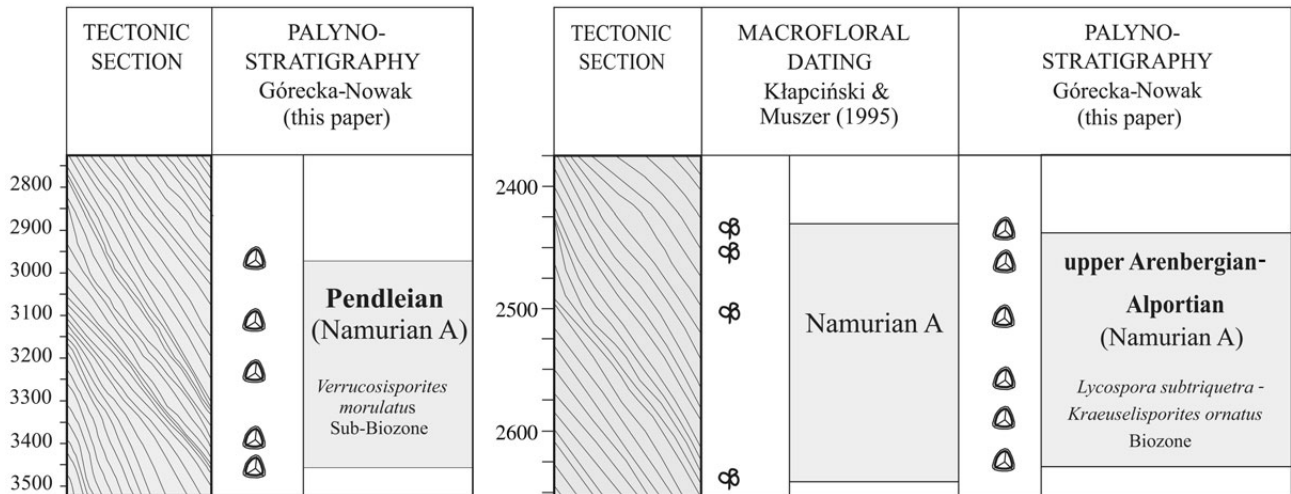 TECTONIC
SECTION
PALYNO-
STRATIGRAPHY
Górecka-Nowak
(this paper)
2800
2900
3000
3100
3200
3300
3400
3500
Pendleian
(Namurian A)
Verrucosisporites
morulatus
Sub-Biozone
TECTONIC
SECTION
MACROFLORAL
DATING
Kłapciński &
Muszer (1995)
PALYNO-
STRATIGRAPHY
Górecka-Nowak
(this paper)
2400
2500
2600
Namurian A
upper Arenbergian-
Alportian
(Namurian A)
Lycospora subtriquetra -
Kraeuselisporites ornatus
Biozone